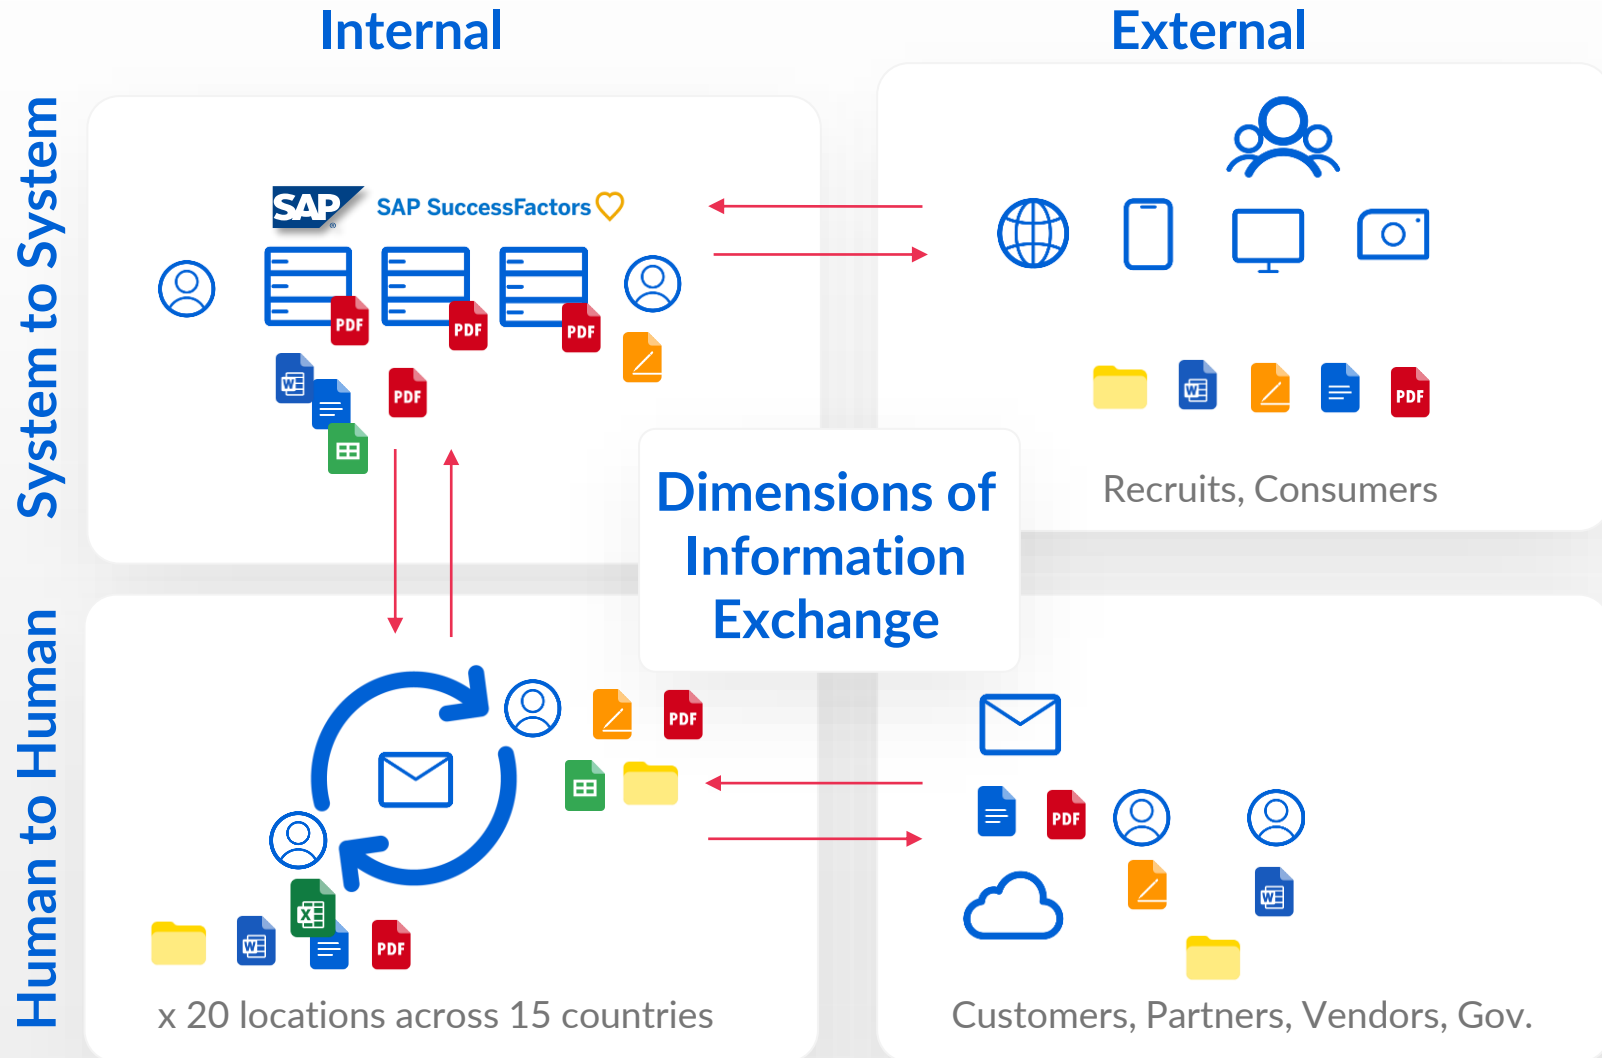 Internal
External
System to System
SAP
®
SAP SuccessFactors
PDF
PDF
PDF
W
PDF
W
PDF
Recruits, Consumers
Dimensions of
Information
Exchange
Human to Human
PDF
PDF
X
W
PDF
W
x 20 locations across 15 countries
Customers, Partners, Vendors, Gov.